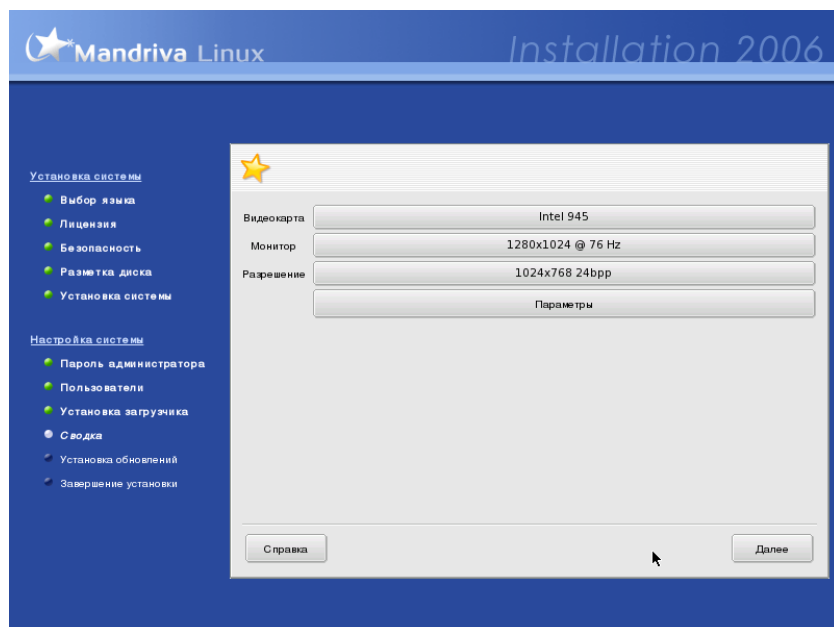 Mandriva Linux
Installation 2006
Установка системы
Выбор языка
Лицензия
Безопасность
Разметка диска
Установка системы
Настройка системы
Пароль администратора
Пользователи
Установка загрузчика
Сводка
Установка обновлений
Завершение установки
Видеокарта Intel 945
Монитор 1280x1024 @ 76 Hz
Разрешение 1024x768 24bpp
Параметры
Справка Далее